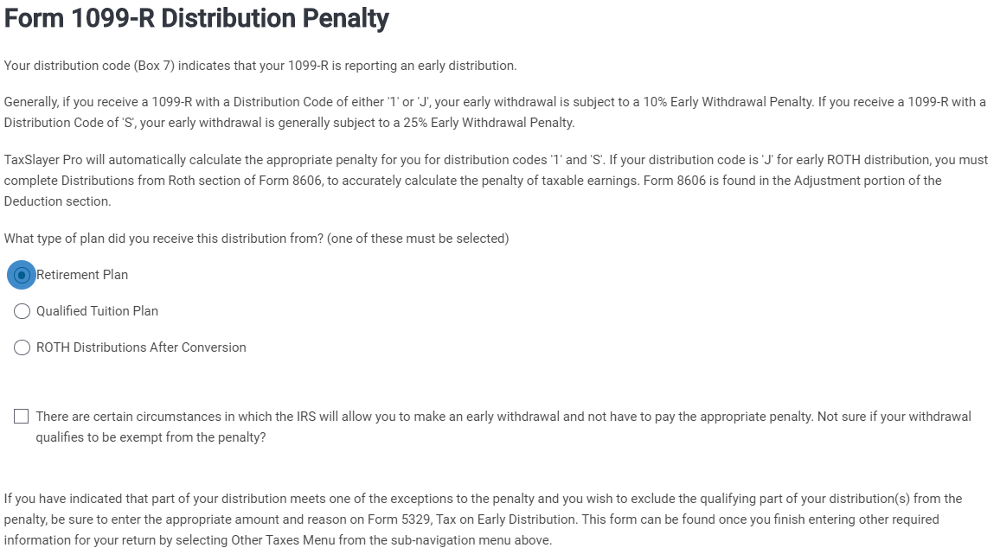 Form 1099-R Distribution Penalty
Your distribution code (Box 7) indicates that your 1099-R is reporting an early distribution.
Generally, if you receive a 1099-R with a Distribution Code of either '1' or 'J', your early withdrawal is subject to a 10% Early Withdrawal Penalty. If you receive a 1099-R with a
Distribution Code of 'S', your early withdrawal is generally subject to a 25% Early Withdrawal Penalty.
TaxSlayer Pro will automatically calculate the appropriate penalty for you for distribution codes '1' and 'S'. If your distribution code is 'J' for early ROTH distribution, you must
complete Distributions from Roth section of Form 8606, to accurately calculate the penalty of taxable earnings. Form 8606 is found in the Adjustment portion of the
Deduction section.
What type of plan did you receive this distribution from? (one of these must be selected)
Retirement Plan
Qualified Tuition Plan
ROTH Distributions After Conversion
There are certain circumstances in which the IRS will allow you to make an early withdrawal and not have to pay the appropriate penalty. Not sure if your withdrawal
qualifies to be exempt from the penalty?
If you have indicated that part of your distribution meets one of the exceptions to the penalty and you wish to exclude the qualifying part of your distribution(s) from the
penalty, be sure to enter the appropriate amount and reason on Form 5329, Tax on Early Distribution. This form can be found once you finish entering other required
information for your return by selecting Other Taxes Menu from the sub-navigation menu above.